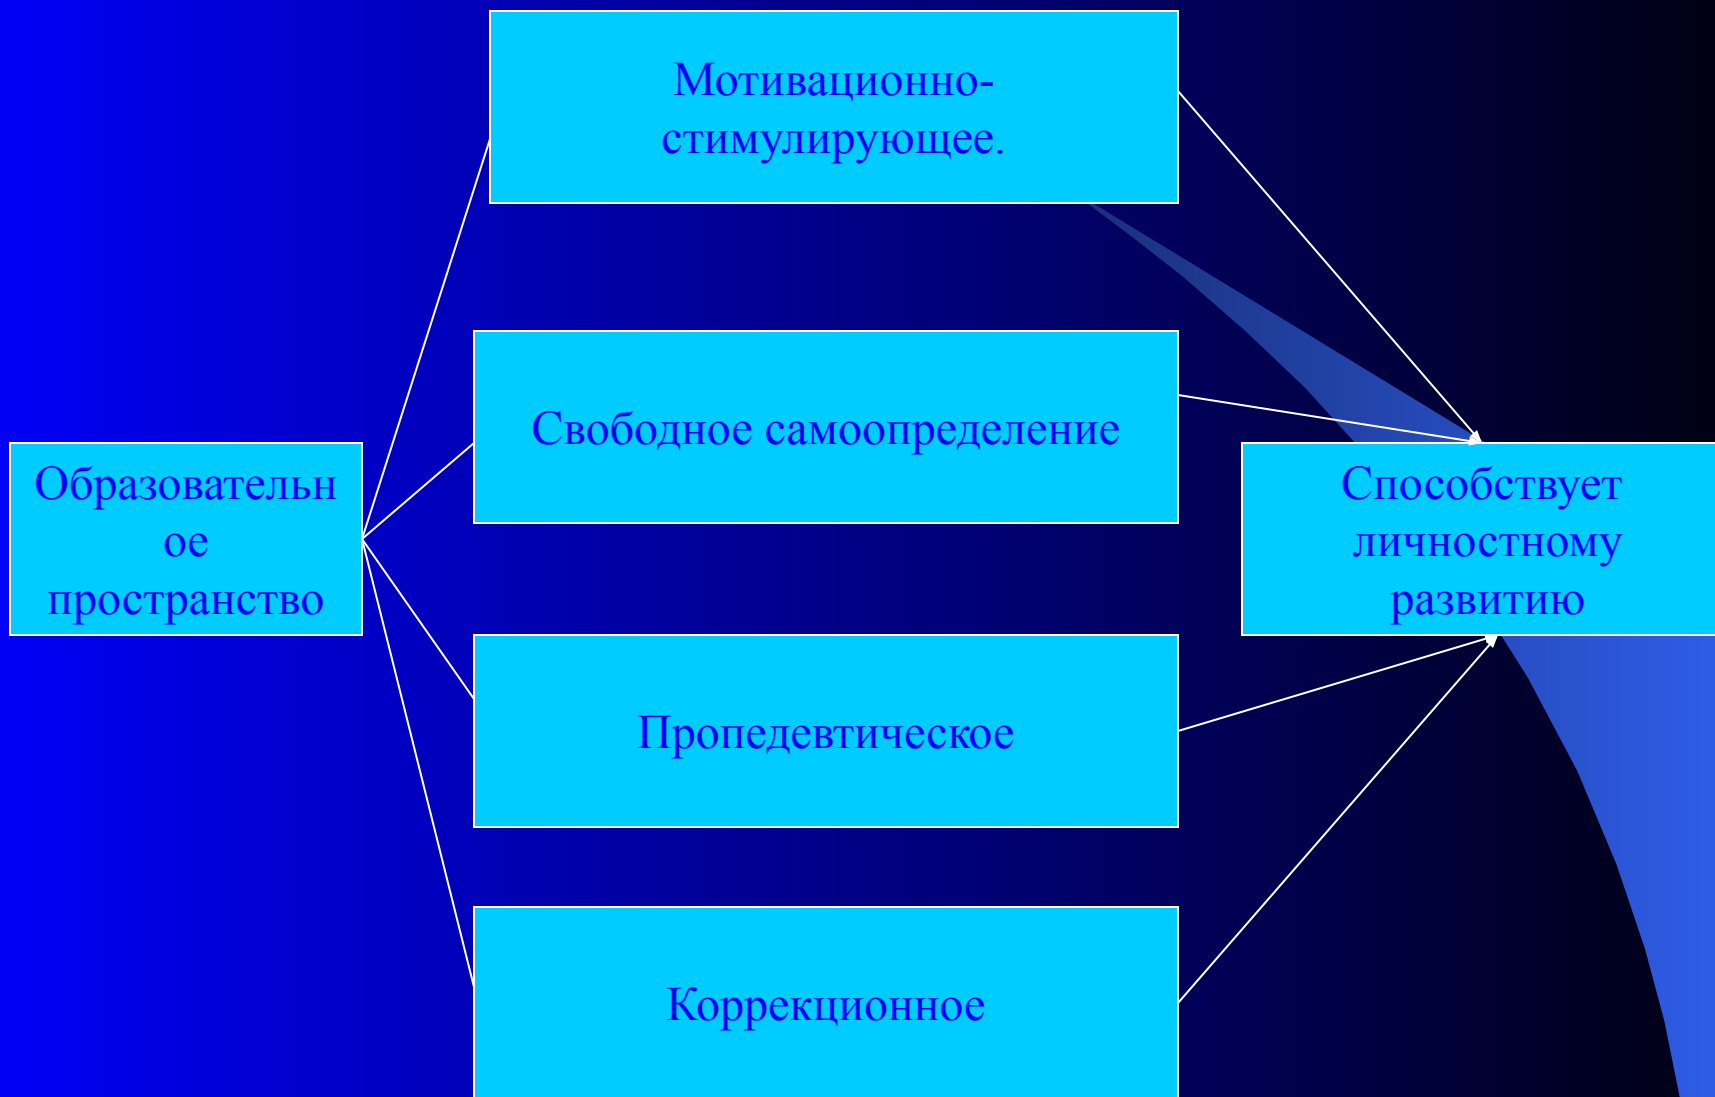 Мотивационно-
стимулирующее.
Свободное самоопределение
Образовательн
ое
пространство
Способствует
личностному
развитию
Пропедевтическое
Коррекционное